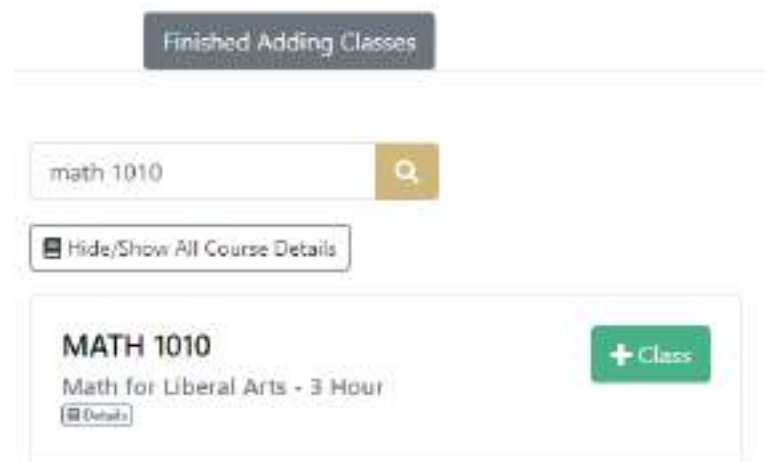 Finished Adding Classes
math 1010
Hide/Show All Course Details
MATH 1010
+ Class
Math for Liberal Arts - 3 Hour
Details